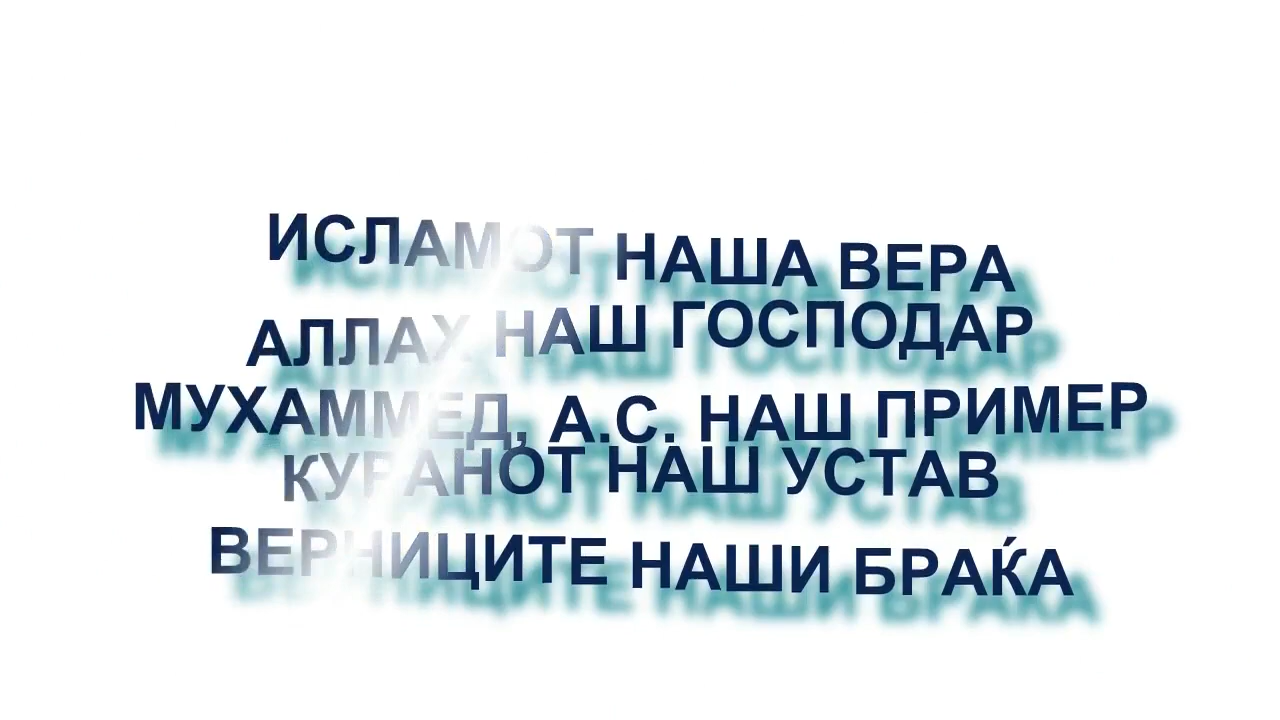 ИСЛАМОТ НАША ВЕРА
АЛЛАХ НАШ ГОСПОДАР
МУХАММЕД, А.С. НАШ ПРИМЕР
КУРАНОТ НАШ УСТАВ
ВЕРНИЦИТЕ НАШИ БРАЌА